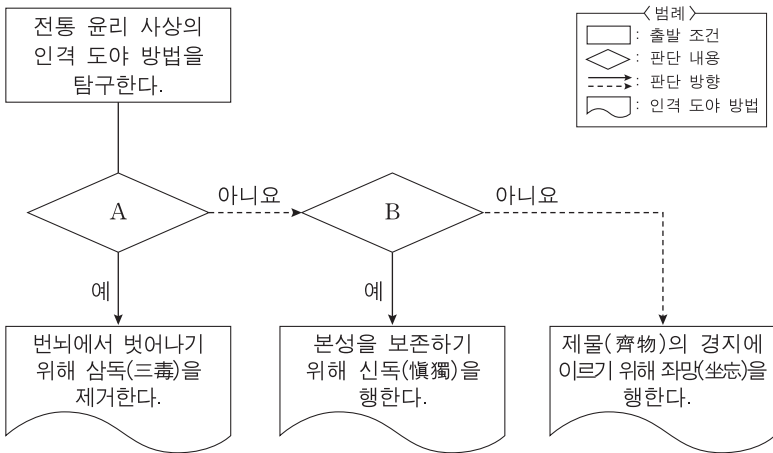 전통 윤리 사상의
인격 도야 방법을
탐구한다.
〈범례〉
: 출발 조건
: 판단 내용
: 판단 방향
: 인격 도야 방법
A
아니요
B
아니요
예
예
번뇌에서 벗어나기
위해 삼독(三毒)을
제거한다.
본성을 보존하기
위해 신독(愼獨)을
행한다.
제물(齊物)의 경지에
이르기 위해 좌망(坐忘)을
행한다.